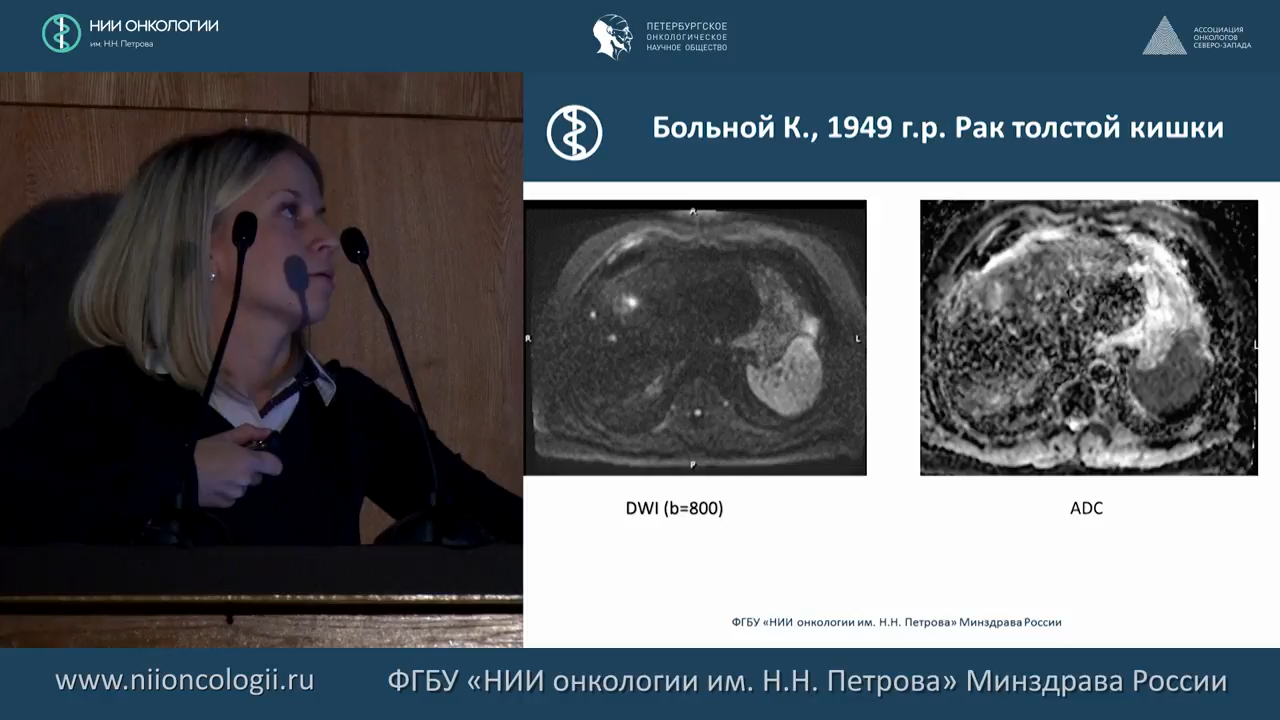 НИИ ОНКОЛОГИИ
им. Н.Н. Петрова
ПЕТЕРБУРГСКОЕ
ОНКОЛОГИЧЕСКОЕ
НАУЧНОЕ ОБЩЕСТВО
АССОЦИАЦИЯ
ОНКОЛОГОВ
СЕВЕРО-ЗАПАДА
Больной К., 1949 г.р. Рак толстой кишки
A
R
L
P
L
DWI (b=800)
ADC
ФГБУ «НИИ онкологии им. Н.Н. Петрова» Минздрава России
www.niioncologii.ru
ФГБУ «НИИ онкологии им. Н.Н. Петрова» Минздрава России